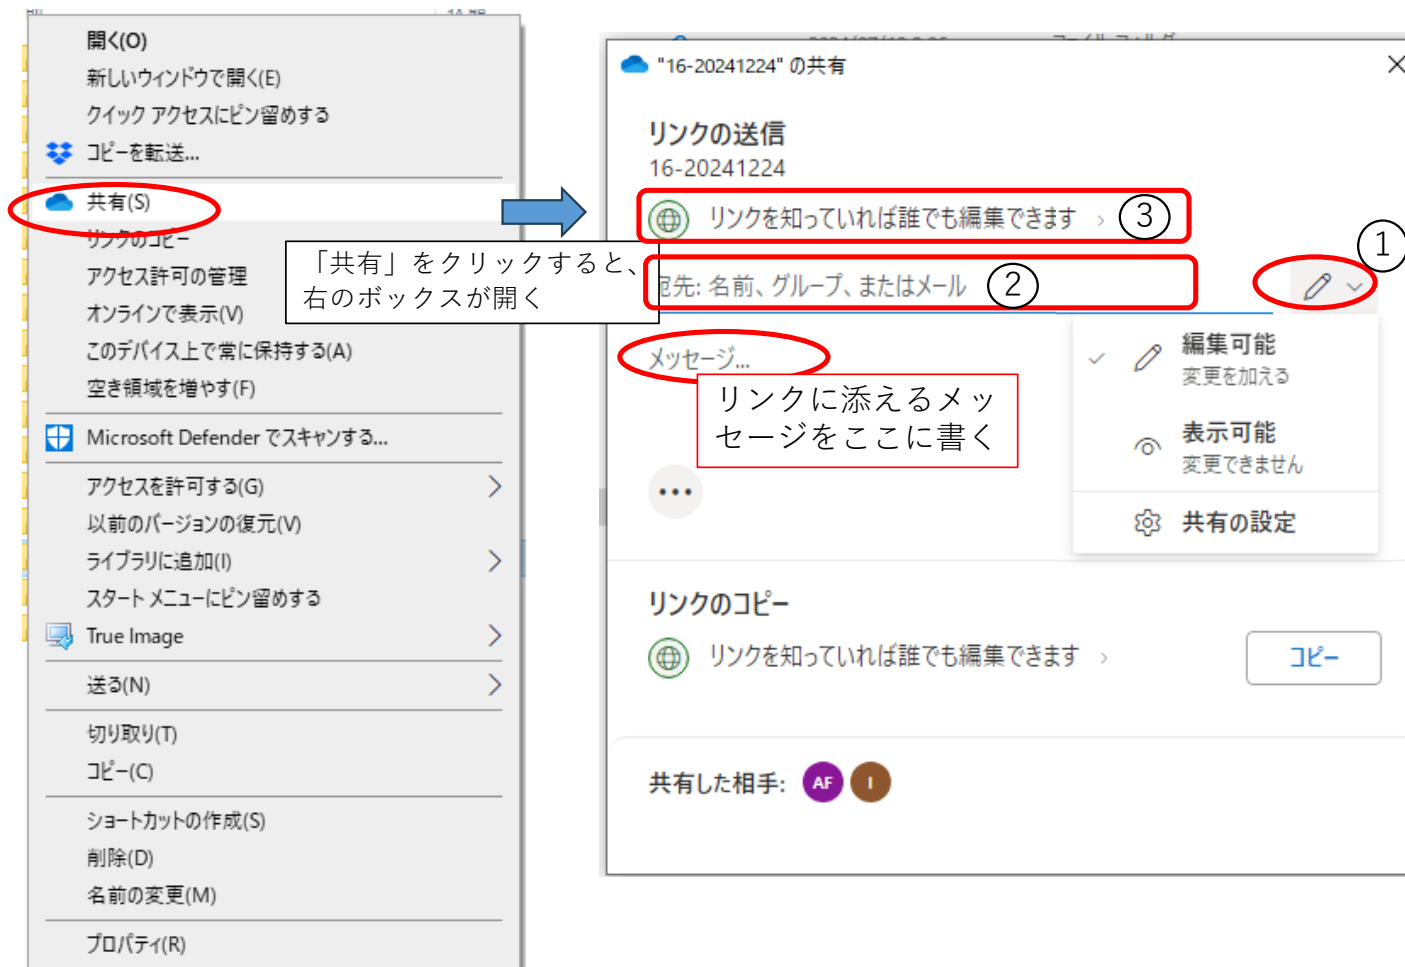 開く(O)
新しいウィンドウで開く(E)
クイック アクセスにピン留めする
コピーを転送...
共有(S)
リンクのコピー
アクセス許可の管理
オンラインで表示(V)
このデバイス上で常に保持する(A)
空き領域を増やす(F)
Microsoft Defender でスキャンする...
アクセスを許可する(G)
以前のバージョンの復元(V)
ライブラリに追加(I)
スタート メニューにピン留めする
True Image
送る(N)
切り取り(T)
コピー(C)
ショートカットの作成(S)
削除(D)
名前の変更(M)
プロパティ(R)
「共有」をクリックすると、
右のボックスが開く
"16-20241224" の共有
リンクの送信
16-20241224
リンクを知っていれば誰でも編集できます ③
①
宛先: 名前、グループ、またはメール ②
メッセージ...
リンクに添えるメッ
セージをここに書く
編集可能
変更を加える
表示可能
変更できません
共有の設定
リンクのコピー
リンクを知っていれば誰でも編集できます
コピー
共有した相手: AF I